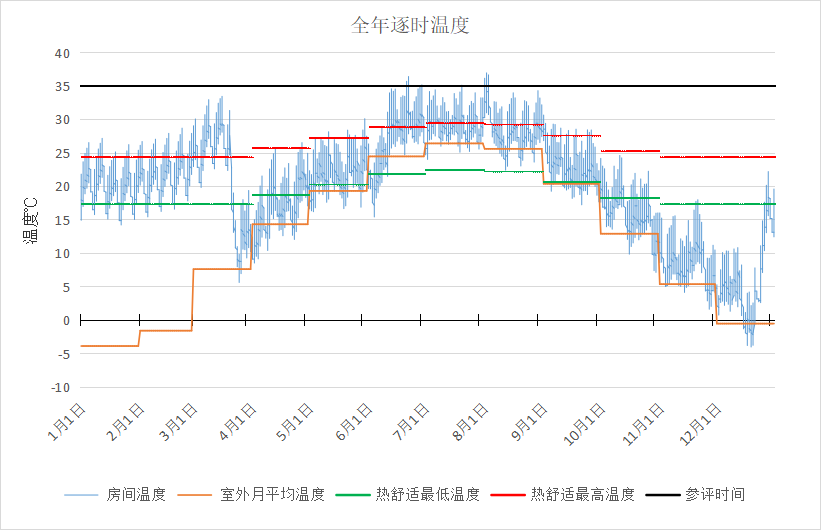 全年逐时温度
40
35
30
25
20
15
10
5
0
-5
-10
温度℃
1月1日
2月1日
3月1日
4月1日
5月1日
6月1日
7月1日
8月1日
9月1日
10月1日
11月1日
12月1日
房间温度 室外月平均温度 热舒适最低温度 热舒适最高温度 参评时间